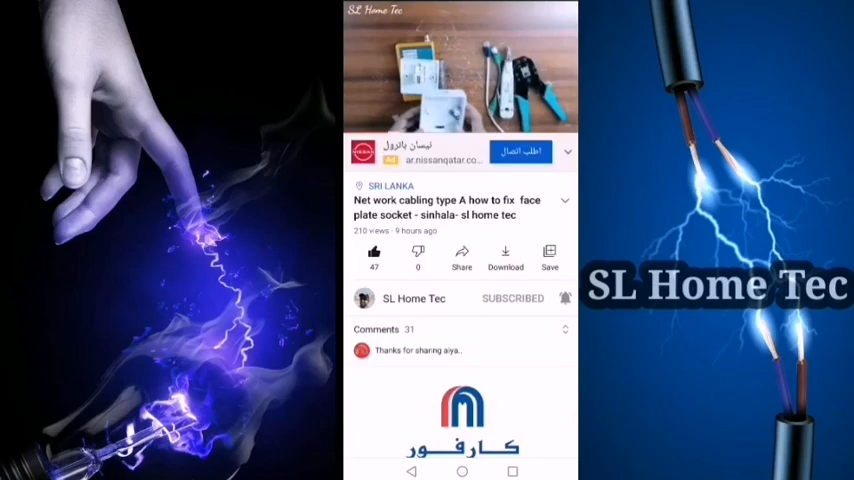 SL Home Tec
نيسان باترول
Ad ar.nissanqatar.co...
اطلب اتصال
SRI LANKA
Net work cabling type A how to fix face
plate socket - sinhala- sl home tec
210 views · 9 hours ago
47
0
Share
Download
Save
SL Home Tec
SUBSCRIBED
Comments 31
Thanks for sharing aiya..
كارفور
SL Home Tec